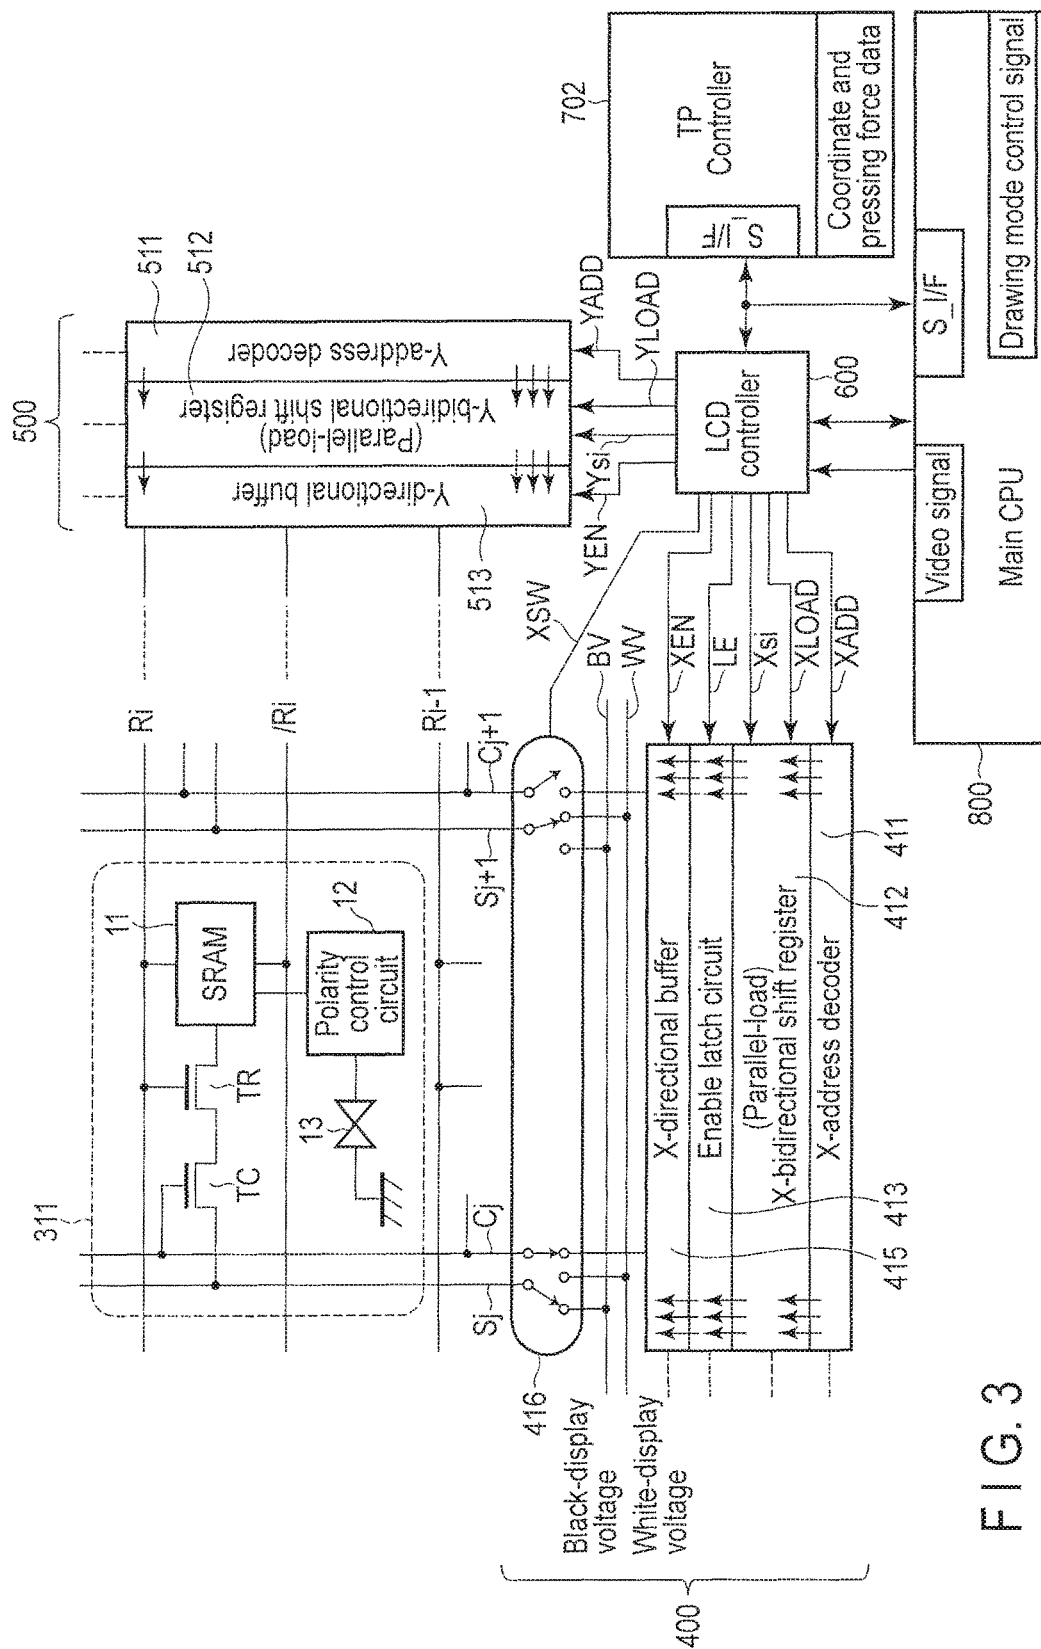 500
511
512
Y-address decoder
Y-bidirectional shift register
(Parallel-load)
Y-directional buffer
513
YADD
YLOAD
Ysi
YEN
702
TP
Controller
S_I/F
Coordinate and
pressing force data
LCD
controller
600
S_I/F
Drawing mode control signal
Video signal
Main CPU
800
Ri
/Ri
Ri-1
XSW
BV
WV
XEN
LE
Xsi
XLOAD
XADD
311
11
SRAM
12
Polarity
control
circuit
13
TR
TC
Cj+1
Sj+1
Cj
Sj
416
Black-display
voltage
White-display
voltage
X-directional buffer
Enable latch circuit
(Parallel-load)
X-bidirectional shift register
X-address decoder
411
412
413
415
400
FIG. 3